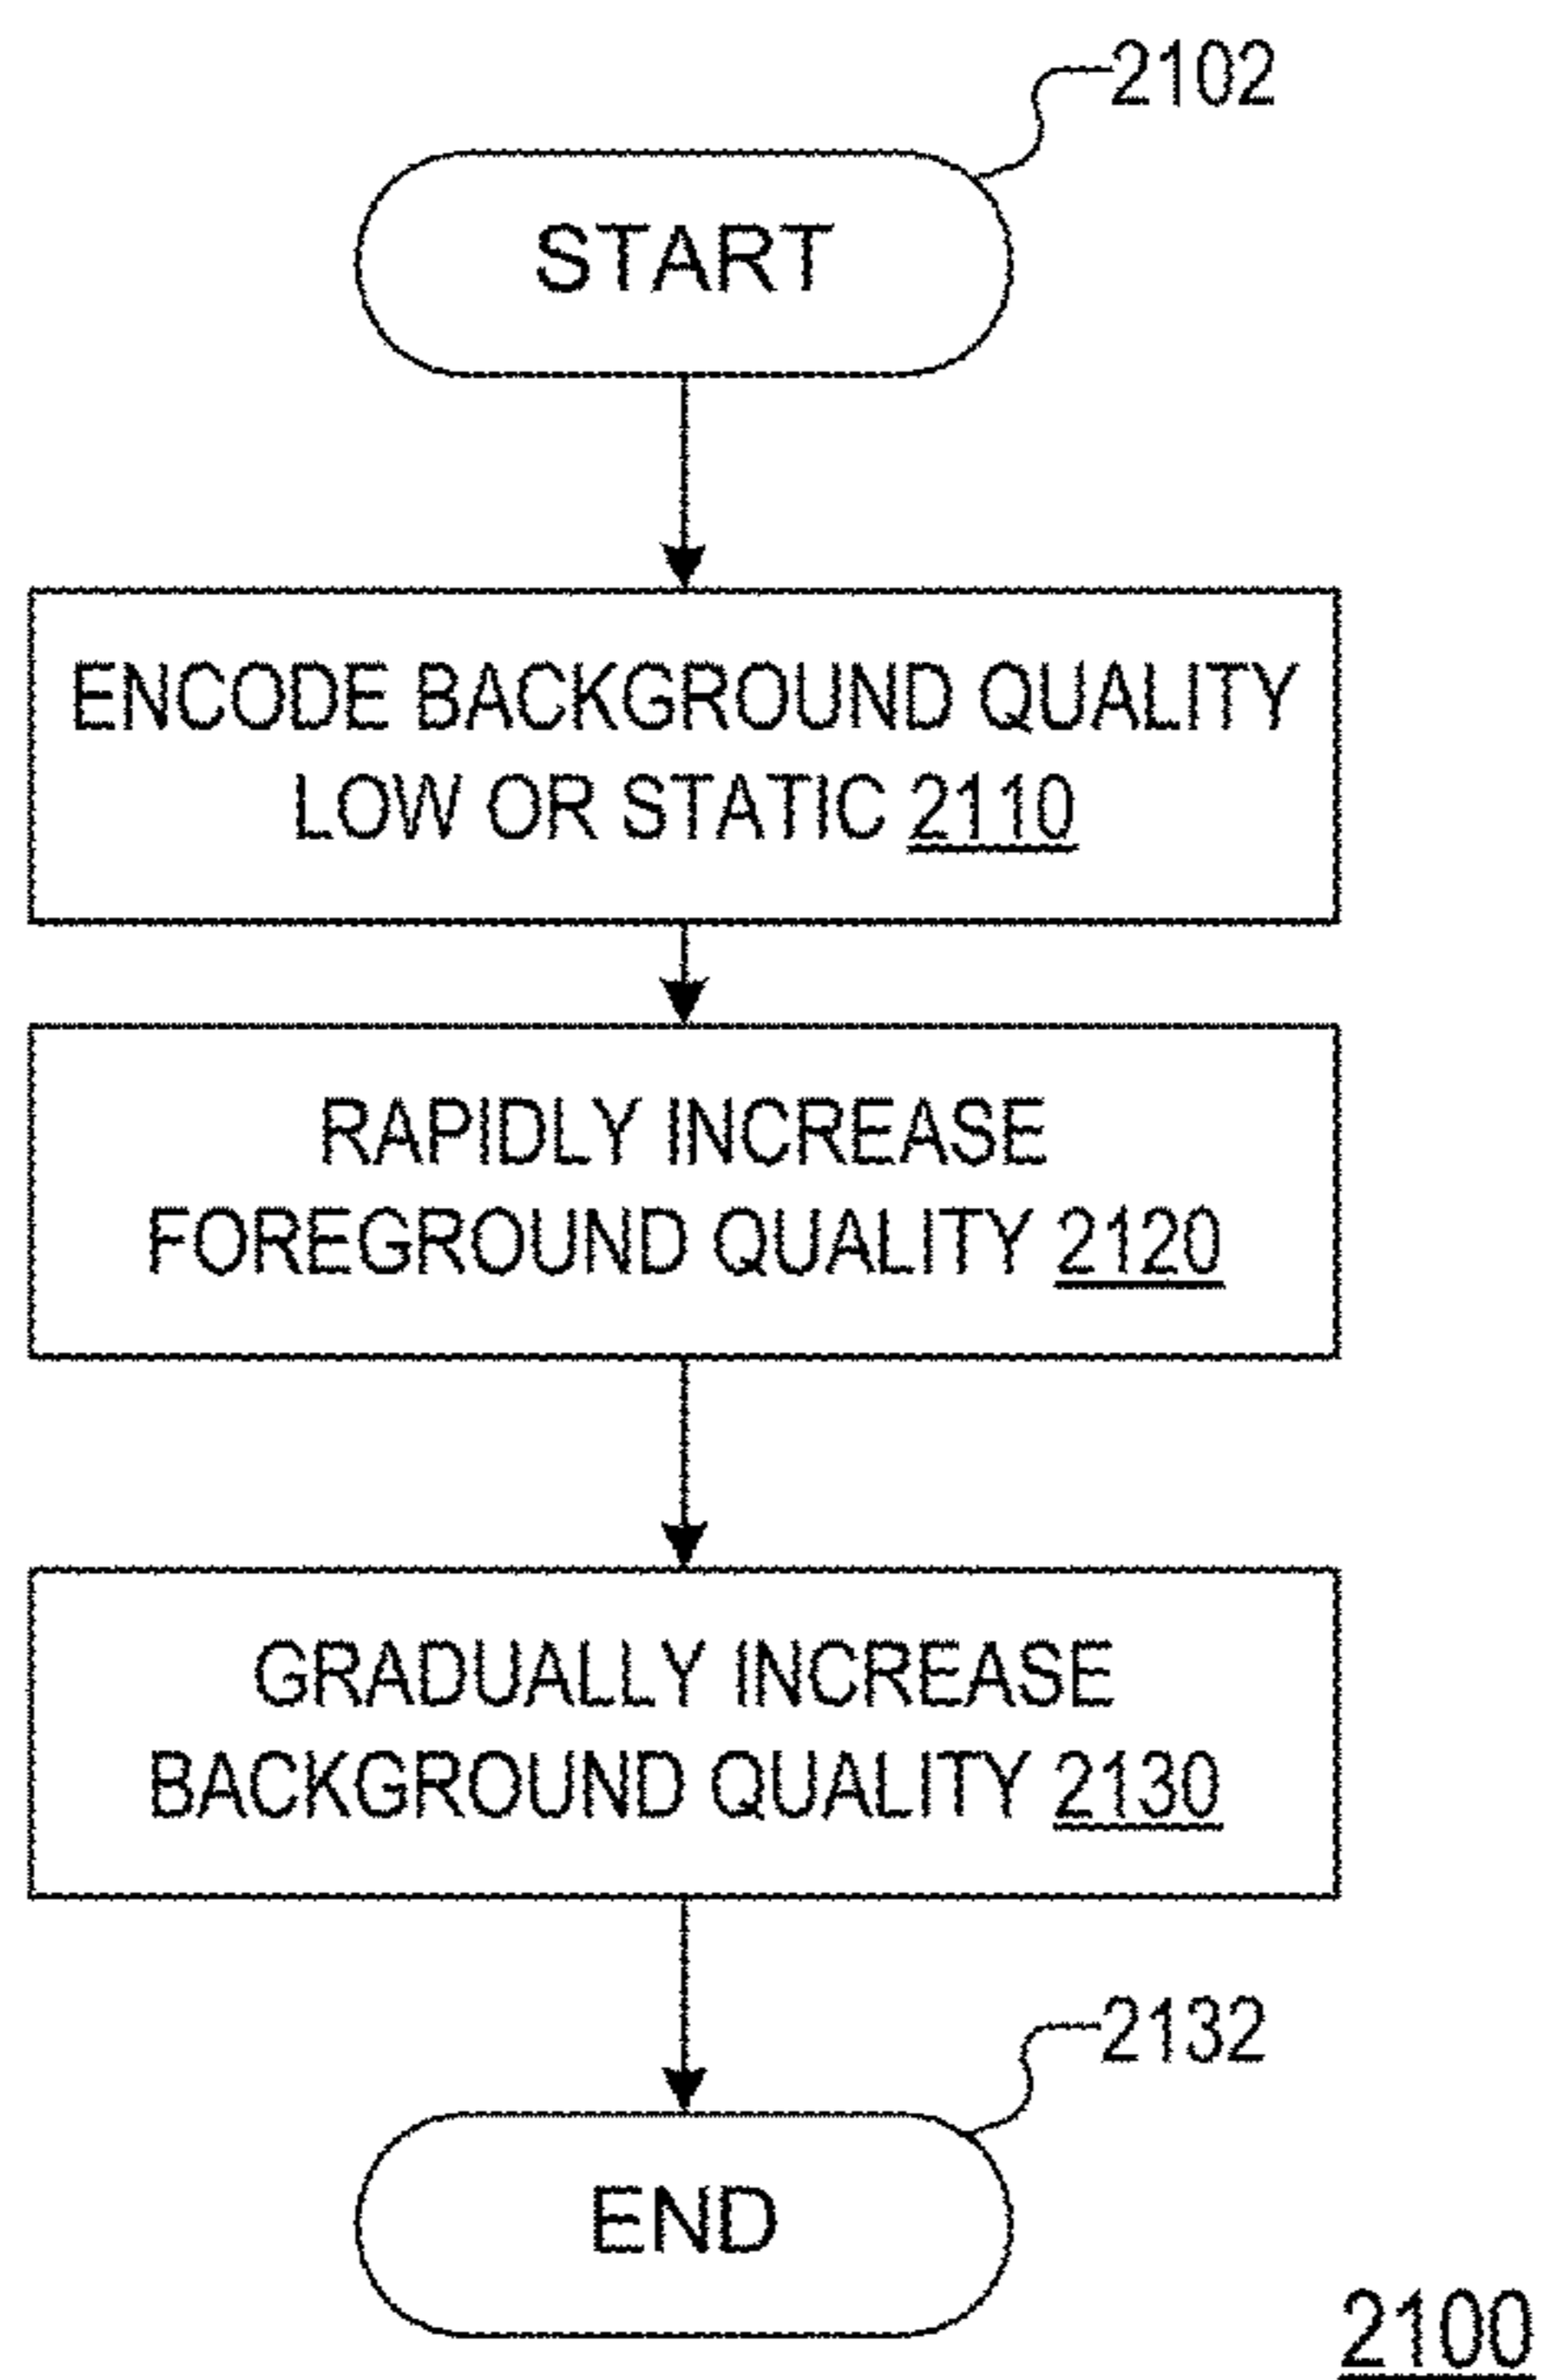 2102
START
ENCODE BACKGROUND QUALITY
LOW OR STATIC 2110
RAPIDLY INCREASE
FOREGROUND QUALITY 2120
GRADUALLY INCREASE
BACKGROUND QUALITY 2130
2132
END
2100